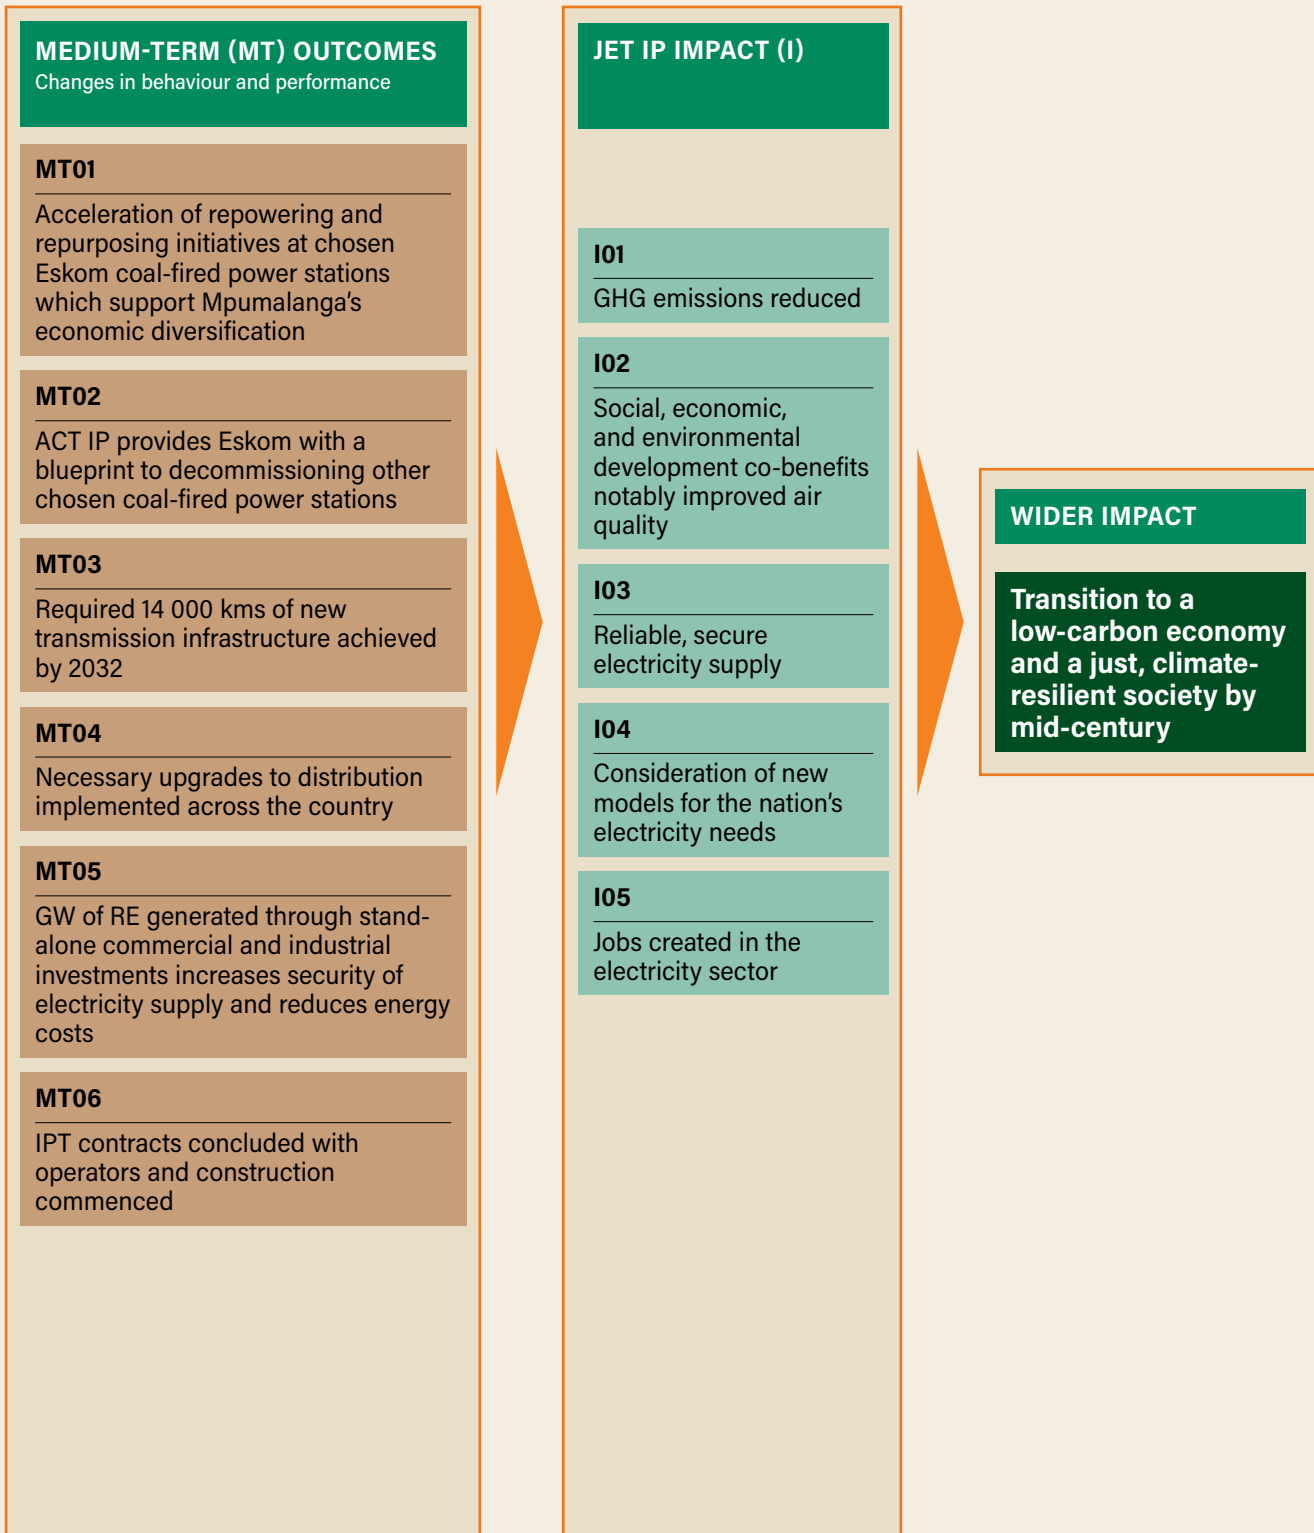 MEDIUM-TERM (MT) OUTCOMES
Changes in behaviour and performance
MT01
Acceleration of repowering and
repurposing initiatives at chosen
Eskom coal-fired power stations
which support Mpumalanga's
economic diversification
MT02
ACT IP provides Eskom with a
blueprint to decommissioning other
chosen coal-fired power stations
MT03
Required 14 000 kms of new
transmission infrastructure achieved
by 2032
MT04
Necessary upgrades to distribution
implemented across the country
MT05
GW of RE generated through stand-
alone commercial and industrial
investments increases security of
electricity supply and reduces energy
costs
MT06
IPT contracts concluded with
operators and construction
commenced
JET IP IMPACT (I)
I01
GHG emissions reduced
I02
Social, economic,
and environmental
development co-benefits
notably improved air
quality
I03
Reliable, secure
electricity supply
I04
Consideration of new
models for the nation's
electricity needs
I05
Jobs created in the
electricity sector
WIDER IMPACT
Transition to a
low-carbon economy
and a just, climate-
resilient society by
mid-century